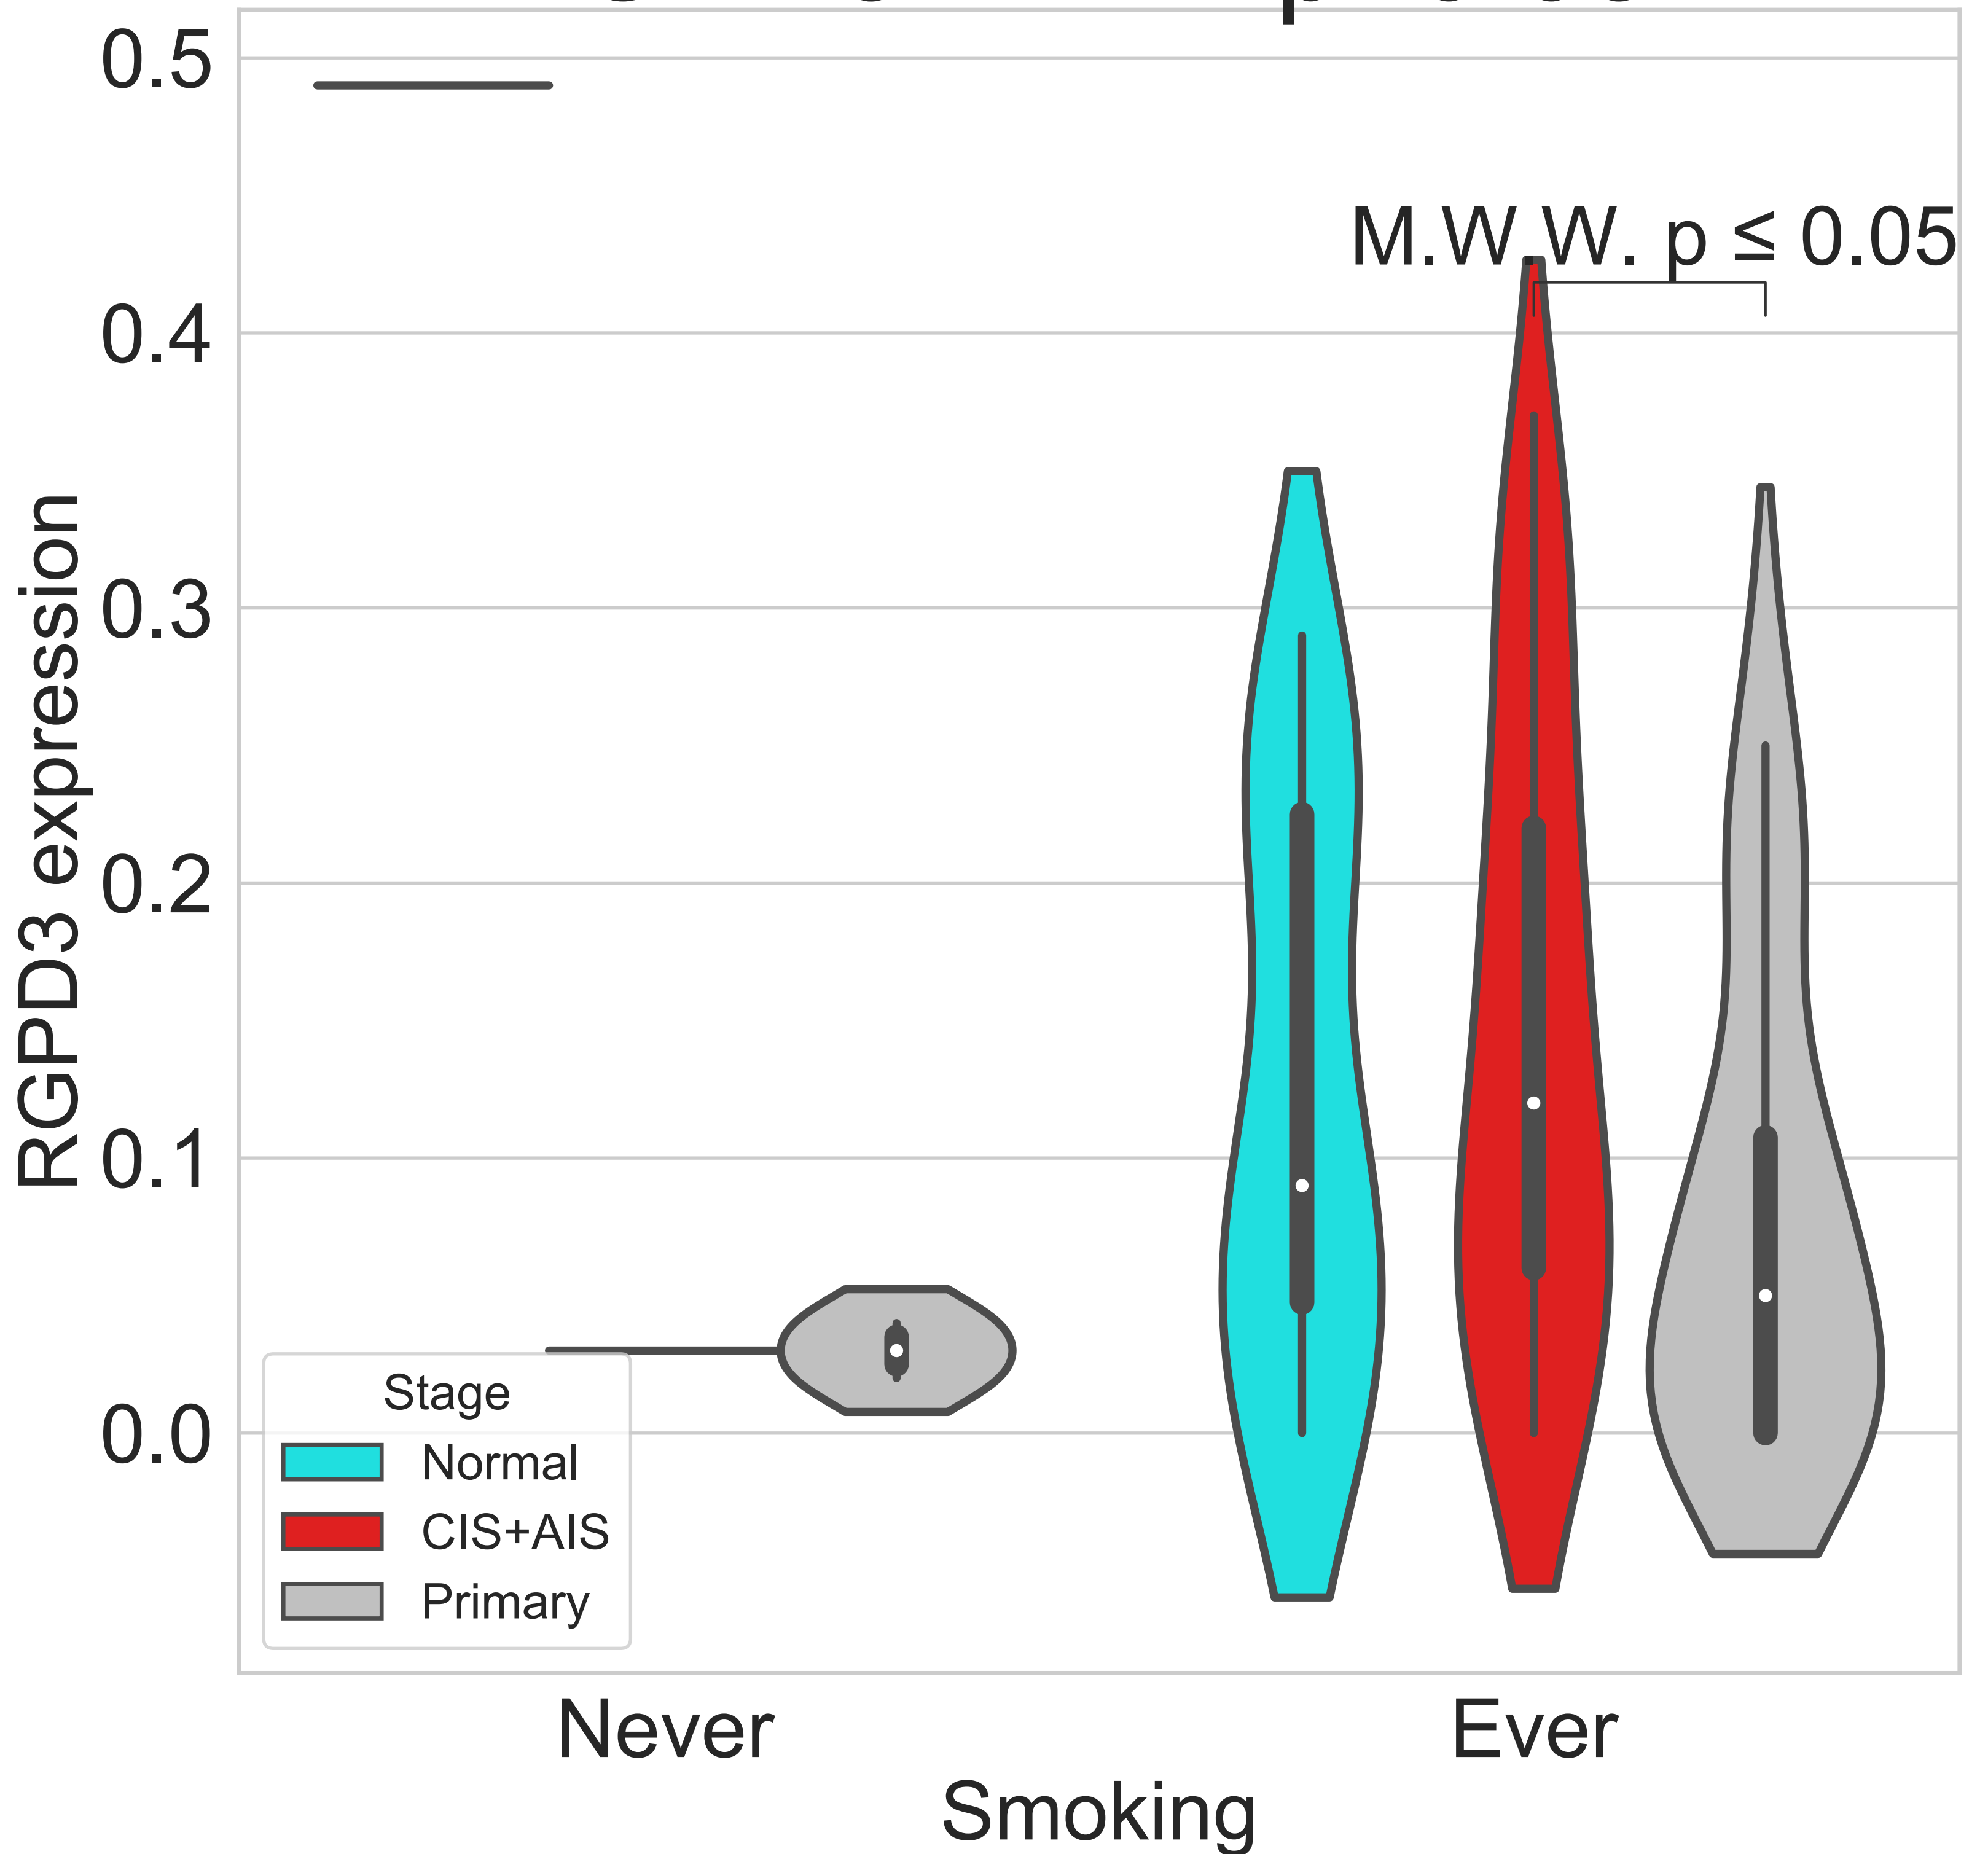 0.5
0.4
0.3
0.2
0.1
0.0
RGPD3 expression
M.W.W. p ≤ 0.05
Stage
Normal
CIS+AIS
Primary
Never
Ever
Smoking